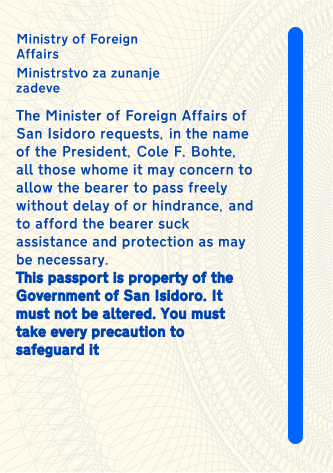 Ministry of Foreign
Affairs
Ministrstvo za zunanje
zadeve
The Minister of Foreign Affairs of
San Isidoro requests, in the name
of the President, Cole F. Bohte,
all those whome it may concern to
allow the bearer to pass freely
without delay of or hindrance, and
to afford the bearer suck
assistance and protection as may
be necessary.
This passport is property of the
Government of San Isidoro. It
must not be altered. You must
take every precaution to
safeguard it